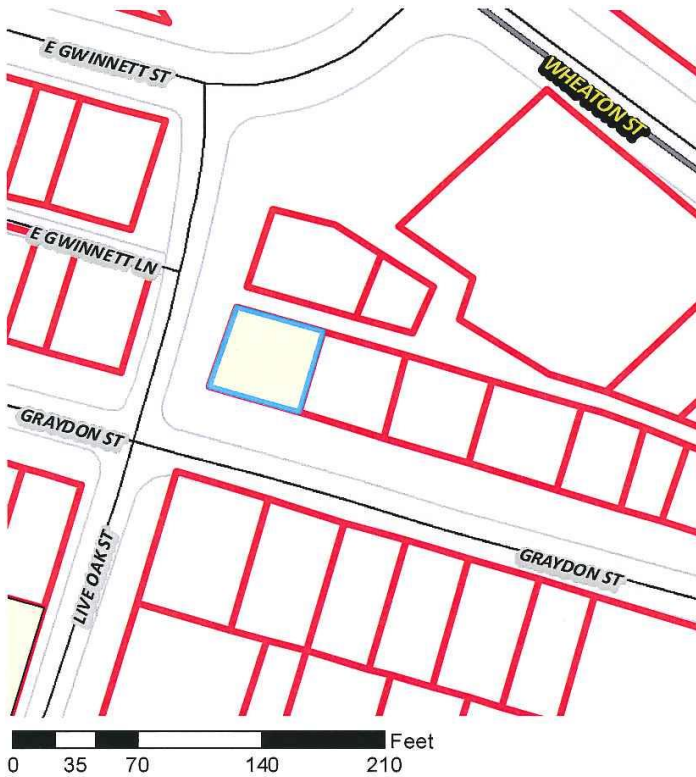 E GWINNETT ST
WHEATON ST
E GWINNETT LN
GRAYDON ST
LIVE OAK ST
GRAYDON ST
Feet
0 35 70 140 210